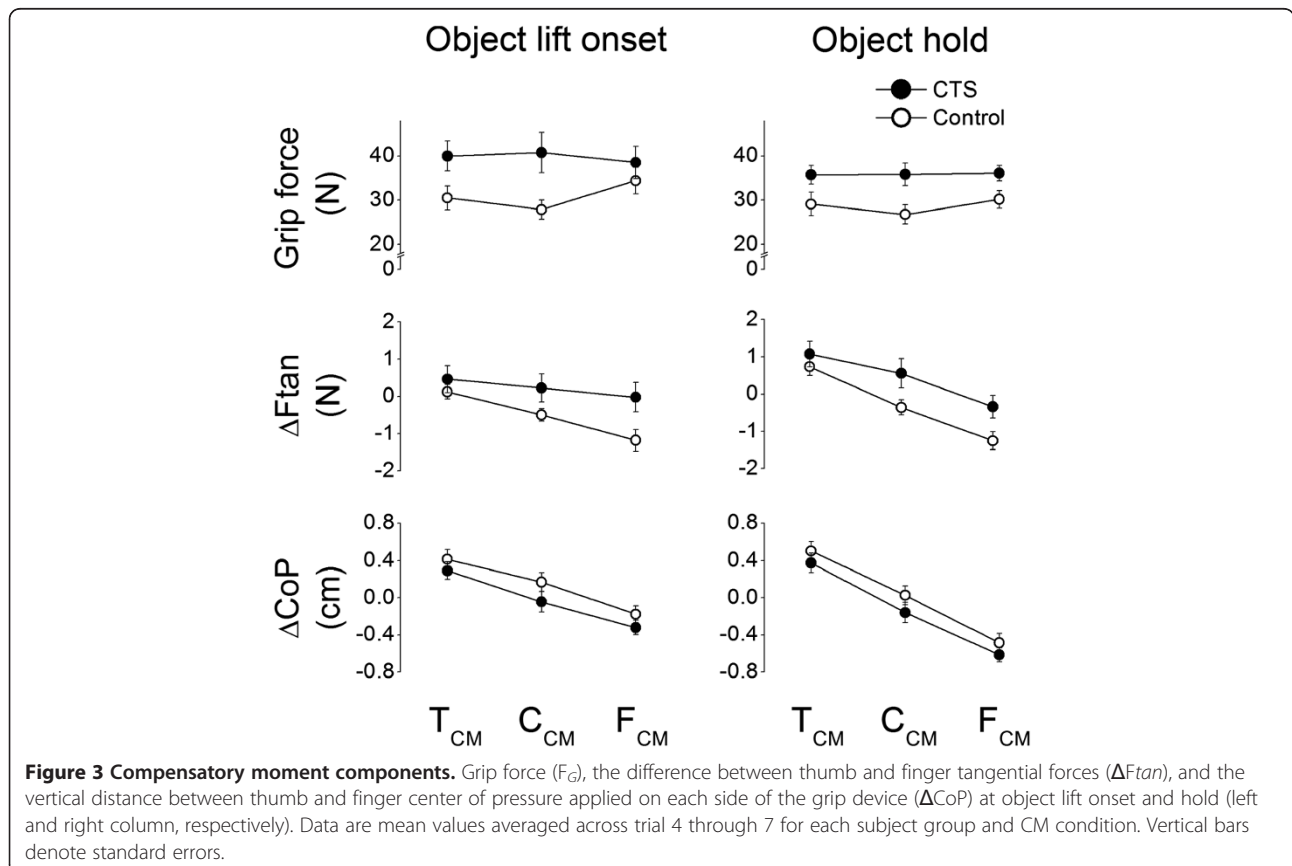 Object lift onset
Object hold
CTS
Control
Grip force
(N)
40
30
20
0
40
30
20
0
ΔFtan
(N)
2
1
0
-1
-2
2
1
0
-1
-2
ΔCoP
(cm)
0.8
0.4
0.0
-0.4
-0.8
0.8
0.4
0.0
-0.4
-0.8
TCM CCM FCM
TCM CCM FCM
Figure 3 Compensatory moment components. Grip force (FG), the difference between thumb and finger tangential forces (ΔFtan), and the
vertical distance between thumb and finger center of pressure applied on each side of the grip device (ΔCoP) at object lift onset and hold (left
and right column, respectively). Data are mean values averaged across trial 4 through 7 for each subject group and CM condition. Vertical bars
denote standard errors.